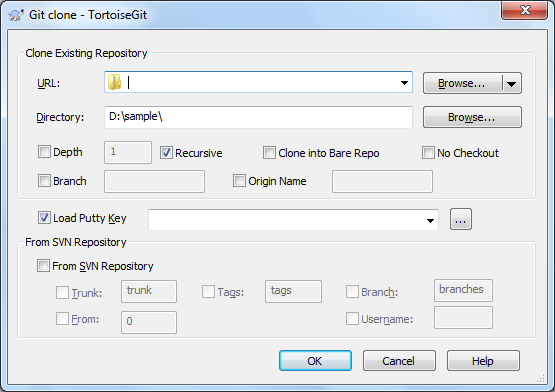 Git clone - TortoiseGit
Clone Existing Repository
URL: Browse...
Directory: D:\sample\ Browse...
Depth 1 Recursive Clone into Bare Repo No Checkout
Branch Origin Name
Load Putty Key ...
From SVN Repository
From SVN Repository
Trunk: trunk Tags: tags Branch: branches
From: 0 Username:
OK Cancel Help